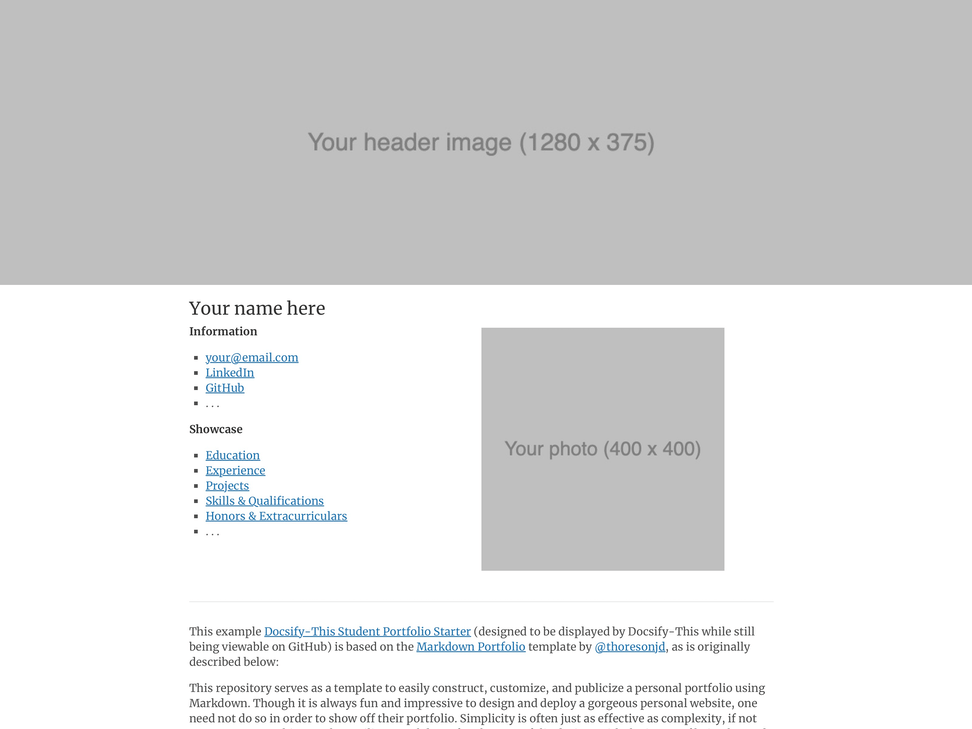 Your header image (1280 x 375)
Your name here
Information
your@email.com
LinkedIn
GitHub
. . .
Showcase
Education
Experience
Projects
Skills & Qualifications
Honors & Extracurriculars
. . .
Your photo (400 x 400)
This example Docsify-This Student Portfolio Starter (designed to be displayed by Docsify-This while still
being viewable on GitHub) is based on the Markdown Portfolio template by @thoresonjd, as is originally
described below:
This repository serves as a template to easily construct, customize, and publicize a personal portfolio using
Markdown. Though it is always fun and impressive to design and deploy a gorgeous personal website, one
need not do so in order to show off their portfolio. Simplicity is often just as effective as complexity, if not